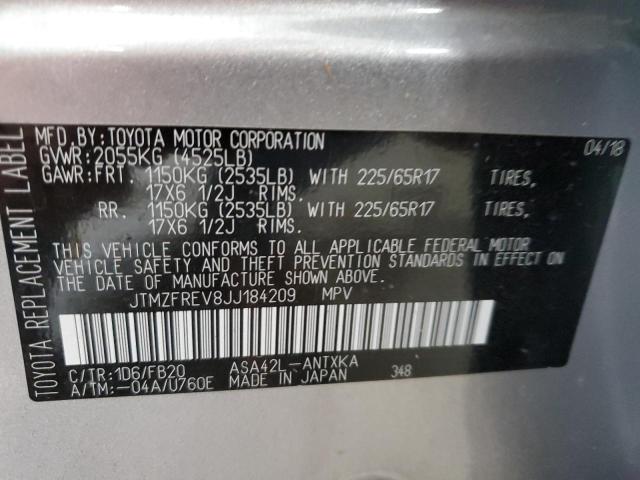 TOYOTA REPLACEMENT LABEL
MFD.BY:TOYOTA MOTOR CORPORATION 04/18
GVWR:2055KG (4525LB)
GAWR:FRT. 1150KG (2535LB) WITH 225/65R17 TIRES,
17X6 1/2J RIMS.
RR. 1150KG (2535LB) WITH 225/65R17 TIRES,
17X6 1/2J RIMS.
THIS VEHICLE CONFORMS TO ALL APPLICABLE FEDERAL MOTOR
VEHICLE SAFETY AND THEFT PREVENTION STANDARDS IN EFFECT ON
THE DATE OF MANUFACTURE SHOWN ABOVE.
JTMZFREV8JJ184209 MPV
C/TR:1D6/FB20 ASA42L-ANTXKA 348
A/TM:-04A/U760E MADE IN JAPAN